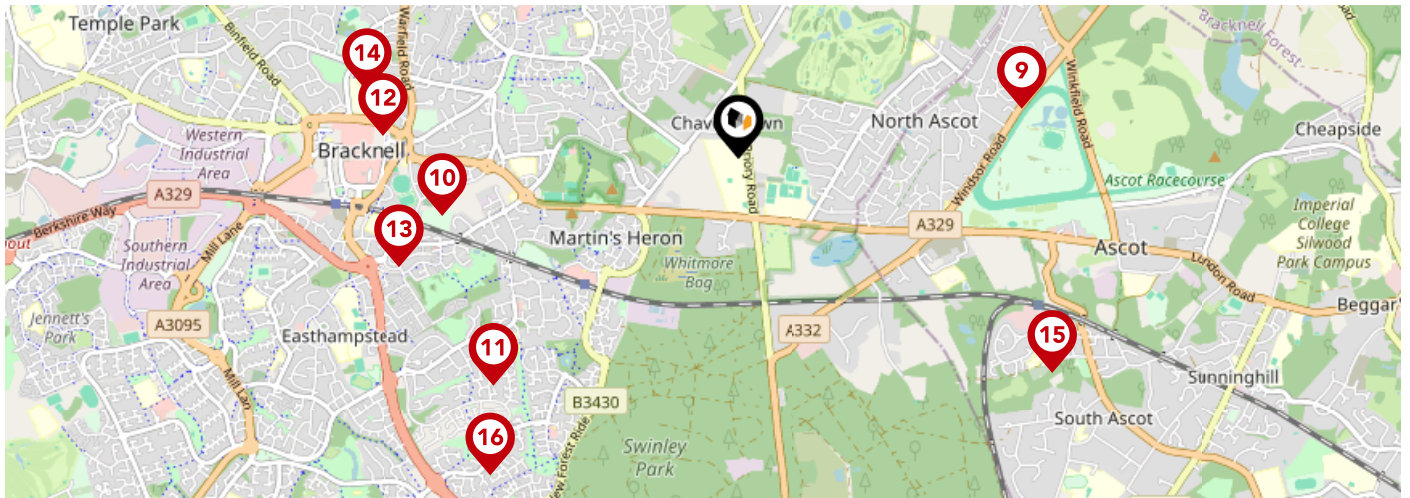 Temple Park
Binfield Road
Warfield Road
14
12
9
Winkfield Road
Bracknell
Forest
Western
Industrial
Area
Bracknell
North Ascot
Cheapside
Priory Road
Windsor Road
Ascot Racecourse
10
A329
Berkshire Way
Mill Lane
13
Martin's Heron
A329
Ascot
Imperial
College
Silwood
Park Campus
Southern
Industrial
Area
Whitmore
Bog
London Road
Jennett's
Park
A3095
Easthampstead
11
A332
15
Beggar'
Sunninghill
Mill Lan
B3430
South Ascot
16
Swinley
Park
ew Forest Ride
out
oad